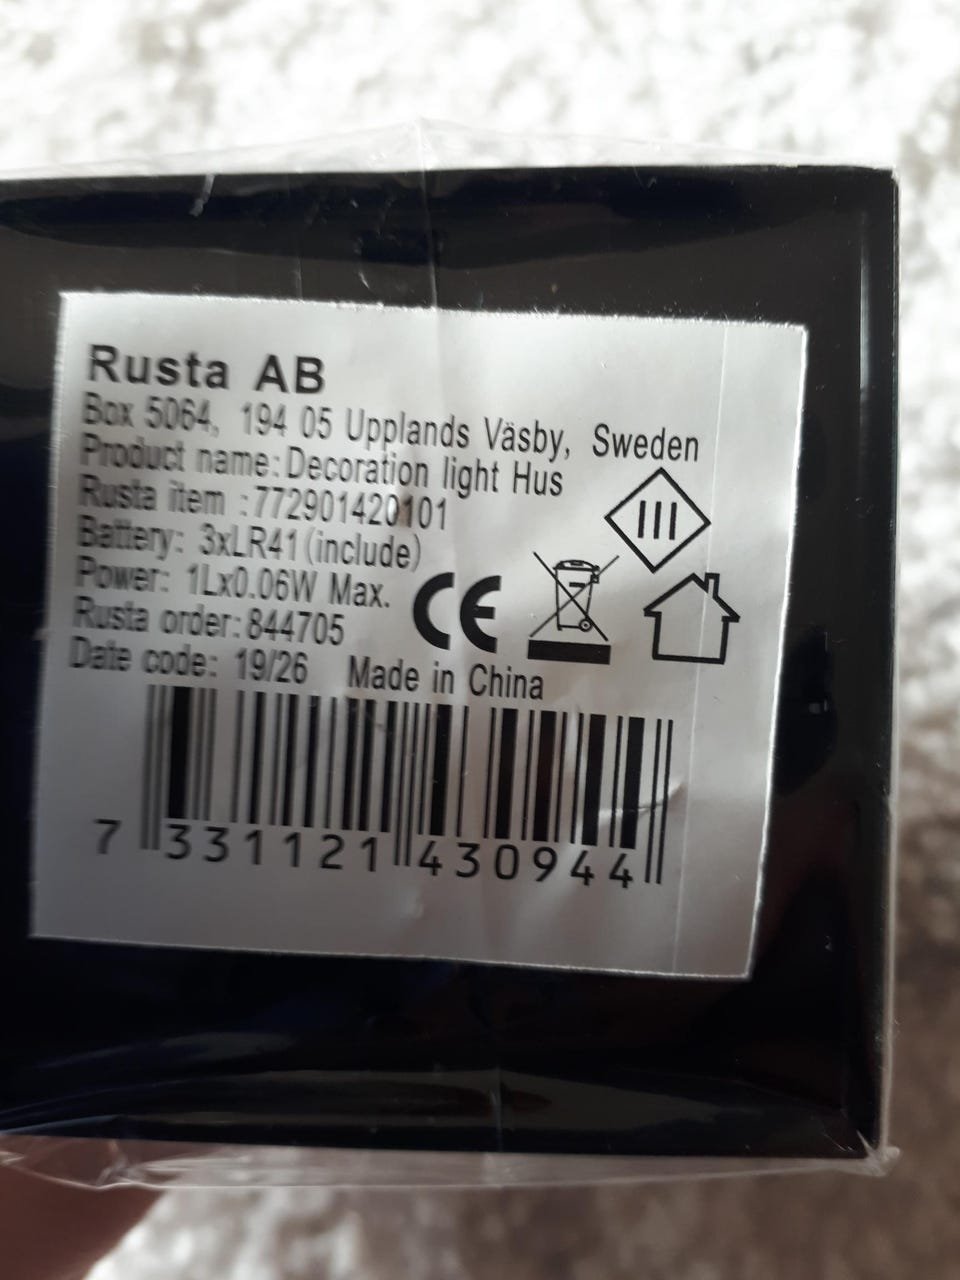 Rusta AB
Box 5064, 194 05 Upplands Väsby, Sweden
Product name: Decoration light Hus
Rusta item :772901420101
Battery: 3xLR41 (include)
Power: 1Lx0.06W Max.
Rusta order: 844705
Date code: 19/26 Made in China
III
CE
7 331121 430944